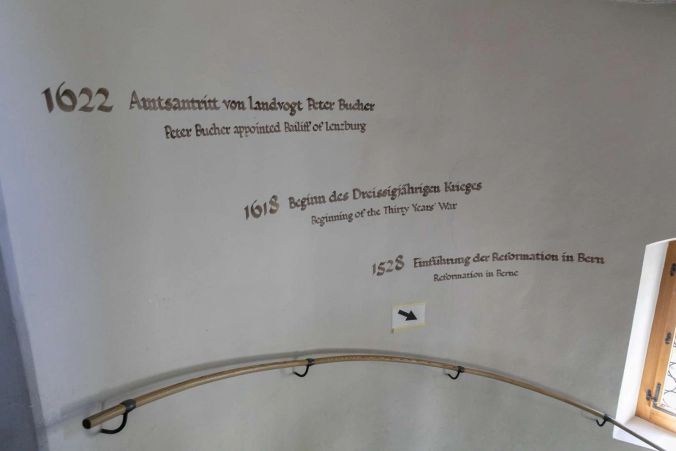 1622 Amtsantritt von Landvogt Peter Bucher
Peter Bucher appointed Bailiff of Lenzburg
1618 Beginn des Dreissigjährigen Krieges
Beginning of the Thirty Years' War
1528 Einführung der Reformation in Bern
Reformation in Berne